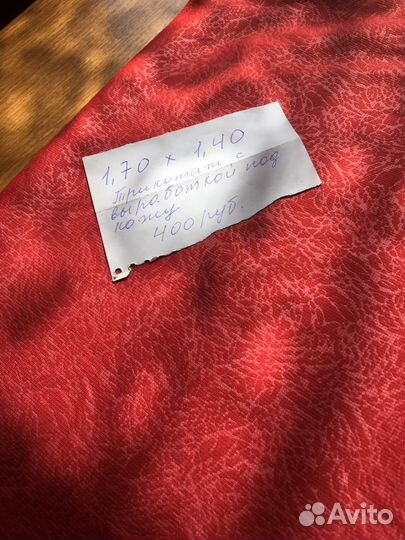 1,70 x 1,40
Трикотаж с
выработкой под
кожу
400 руб.
Avito